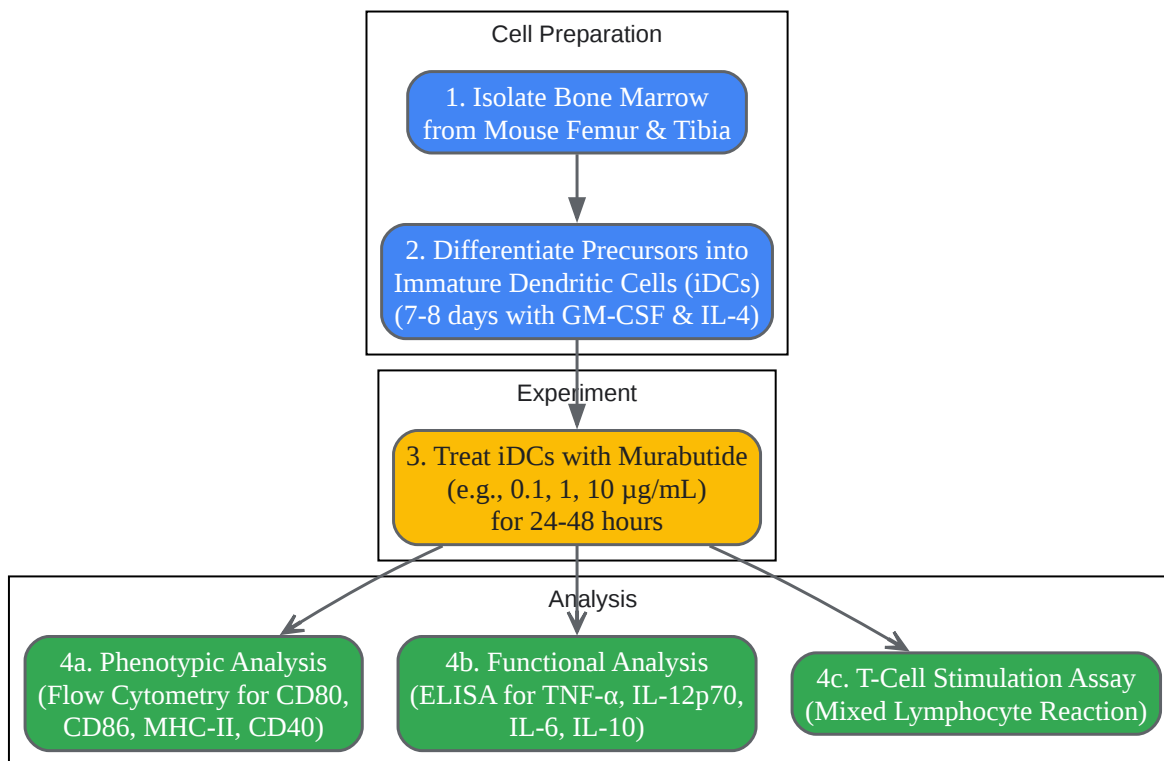 Cell Preparation
1. Isolate Bone Marrow
from Mouse Femur & Tibia
2. Differentiate Precursors into
Immature Dendritic Cells (iDCs)
(7-8 days with GM-CSF & IL-4)
Experiment
3. Treat iDCs with Murabutide
(e.g., 0.1, 1, 10 µg/mL)
for 24-48 hours
Analysis
4a. Phenotypic Analysis
(Flow Cytometry for CD80,
CD86, MHC-II, CD40)
4b. Functional Analysis
(ELISA for TNF-α, IL-12p70,
IL-6, IL-10)
4c. T-Cell Stimulation Assay
(Mixed Lymphocyte Reaction)